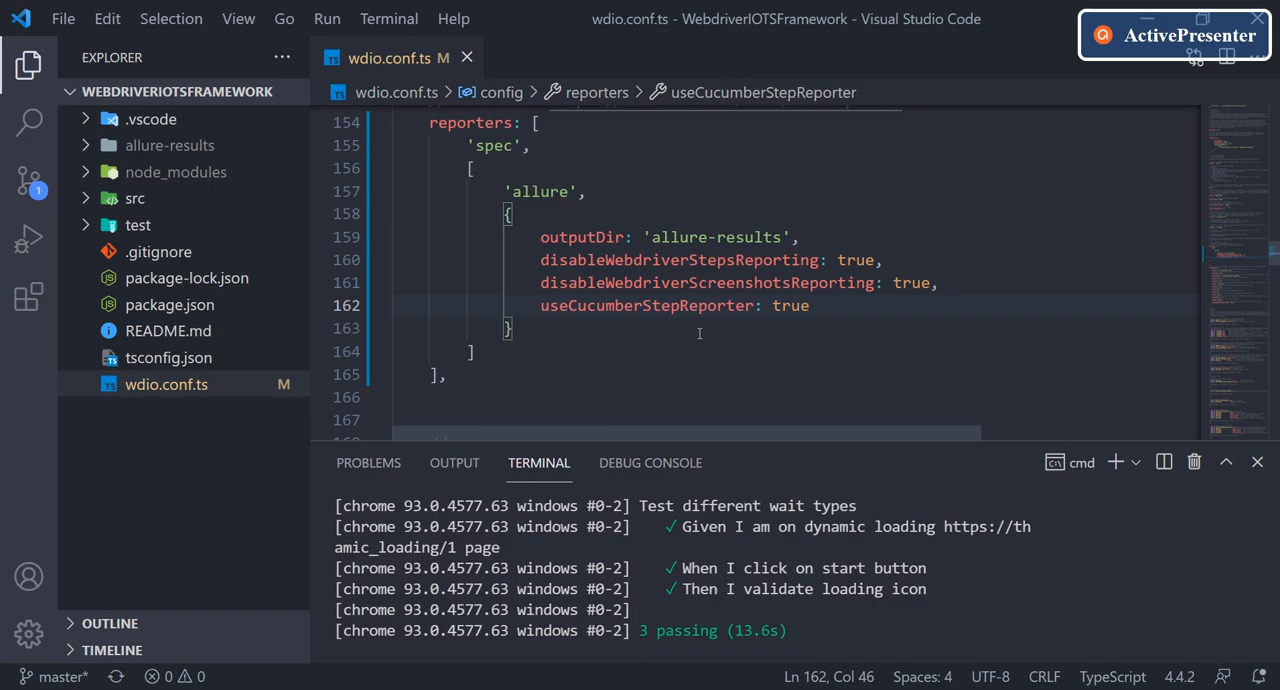 File Edit Selection View Go Run Terminal Help
wdio.conf.ts - WebdriverIOTSFramework - Visual Studio Code
ActivePresenter
EXPLORER
wdio.conf.ts M
WEBDRIVERIOTSFRAMEWORK
wdio.conf.ts > config > reporters > useCucumberStepReporter
.vscode
allure-results
node_modules
src
test
.gitignore
package-lock.json
package.json
README.md
tsconfig.json
wdio.conf.ts M
OUTLINE
TIMELINE
154 reporters: [
155 'spec',
156 [
157 'allure',
158 {
159 outputDir: 'allure-results',
160 disableWebdriverStepsReporting: true,
161 disableWebdriverScreenshotsReporting: true,
162 useCucumberStepReporter: true
163 }
164 ]
165 ],
166
167
PROBLEMS OUTPUT TERMINAL DEBUG CONSOLE
cmd
[chrome 93.0.4577.63 windows #0-2] Test different wait types
[chrome 93.0.4577.63 windows #0-2] ✓ Given I am on dynamic loading https://th
amic_loading/1 page
[chrome 93.0.4577.63 windows #0-2] ✓ When I click on start button
[chrome 93.0.4577.63 windows #0-2] ✓ Then I validate loading icon
[chrome 93.0.4577.63 windows #0-2]
[chrome 93.0.4577.63 windows #0-2] 3 passing (13.6s)
master* 0 0
Ln 162, Col 46 Spaces: 4 UTF-8 CRLF TypeScript 4.4.2